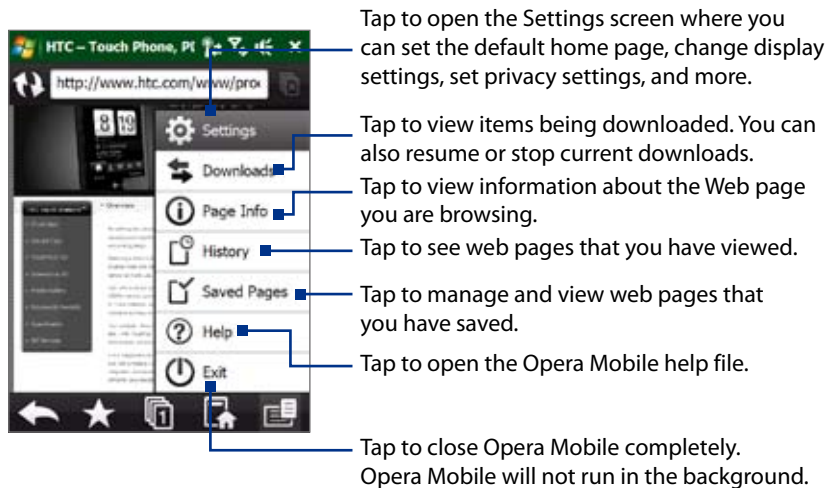 HTC – Touch Phone, P
http://www.htc.com/www/pro
8 19
Settings
Downloads
Page Info
History
Saved Pages
Help
Exit
1
Tap to open the Settings screen where you
can set the default home page, change display
settings, set privacy settings, and more.
Tap to view items being downloaded. You can
also resume or stop current downloads.
Tap to view information about the Web page
you are browsing.
Tap to see web pages that you have viewed.
Tap to manage and view web pages that
you have saved.
Tap to open the Opera Mobile help file.
Tap to close Opera Mobile completely.
Opera Mobile will not run in the background.